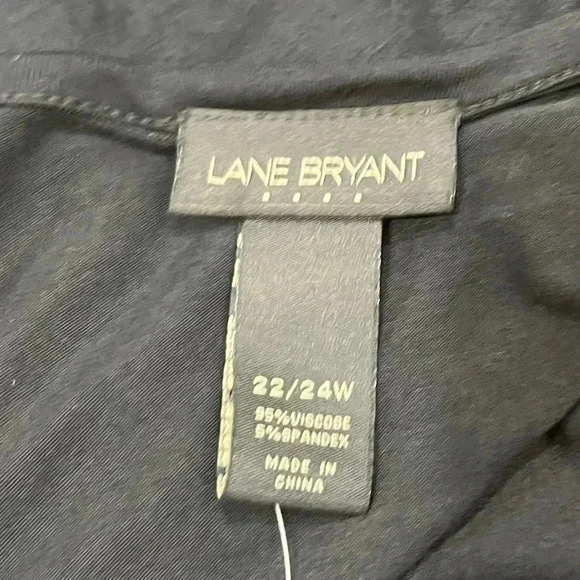 LANE BRYANT
22/24W
95%VISCOSE
5%SPANDEX
MADE IN
CHINA